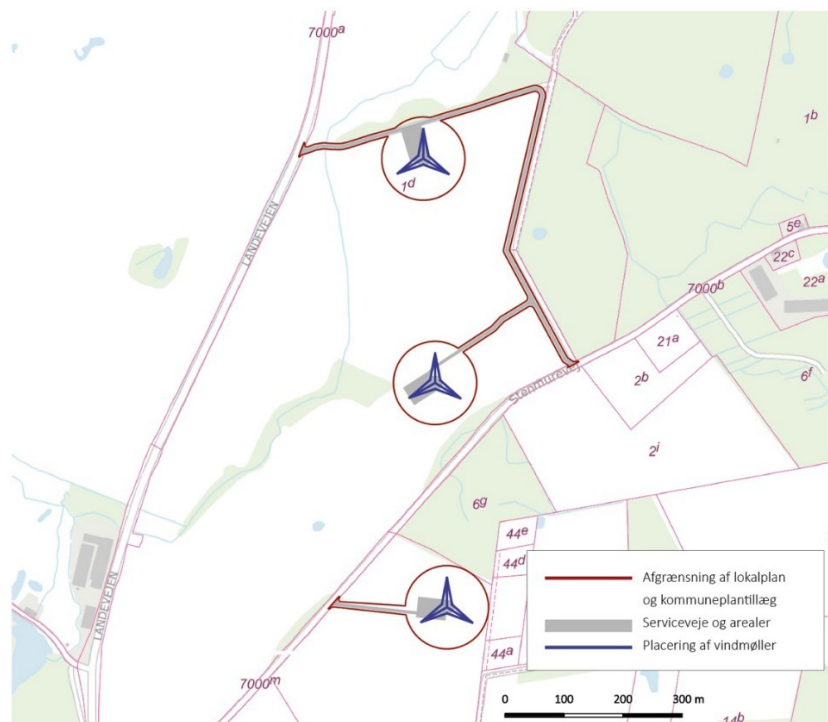 7000a
1b
1d
LANDEVEJEN
5e
22c
22a
7000b
21a
2b
6f
Stenmurevej
2i
6g
44e
44d
Afgrænsning af lokalplan
og kommuneplantillæg
Serviceveje og arealer
Placering af vindmøller
LANDEVEJEN
44a
7000m
14b
0 100 200 300 m